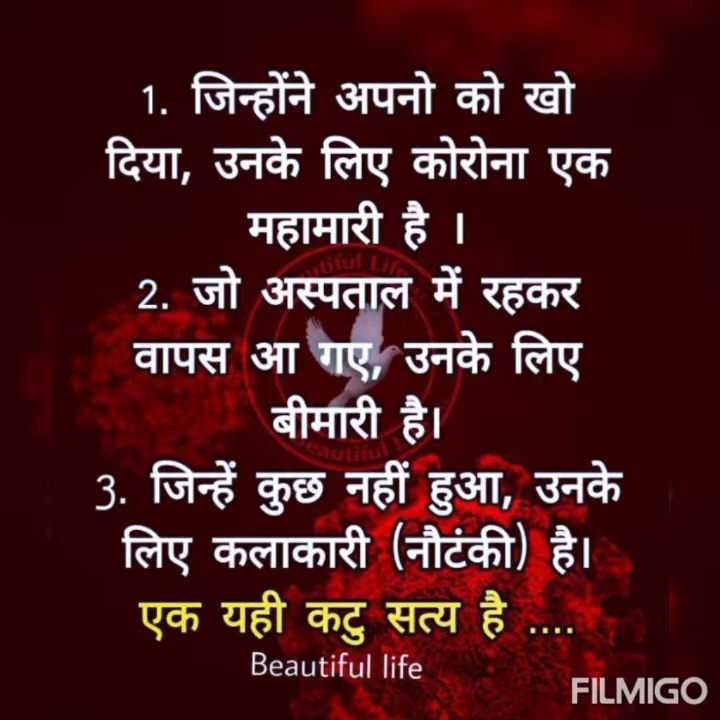 1. जिन्होंने अपनो को खो
दिया, उनके लिए कोरोना एक
महामारी है ।
2. जो अस्पताल में रहकर
वापस आ गए, उनके लिए
बीमारी है।
3. जिन्हें कुछ नहीं हुआ, उनके
लिए कलाकारी (नौटंकी) है।
एक यही कटु सत्य है ....
Beautiful life
FILMIGO